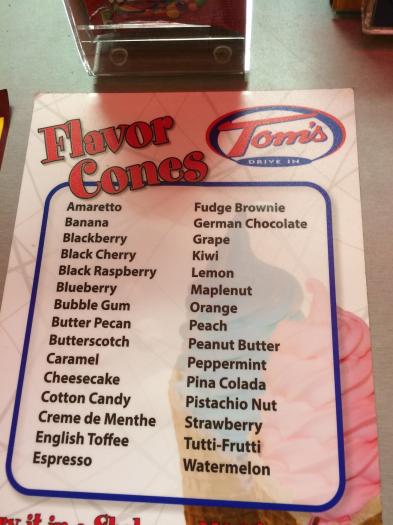 Flavor
Cones
Tom's
DRIVE IN
Amaretto
Banana
Blackberry
Black Cherry
Black Raspberry
Blueberry
Bubble Gum
Butter Pecan
Butterscotch
Caramel
Cheesecake
Cotton Candy
Creme de Menthe
English Toffee
Espresso
Fudge Brownie
German Chocolate
Grape
Kiwi
Lemon
Maplenut
Orange
Peach
Peanut Butter
Peppermint
Pina Colada
Pistachio Nut
Strawberry
Tutti-Frutti
Watermelon
it in a